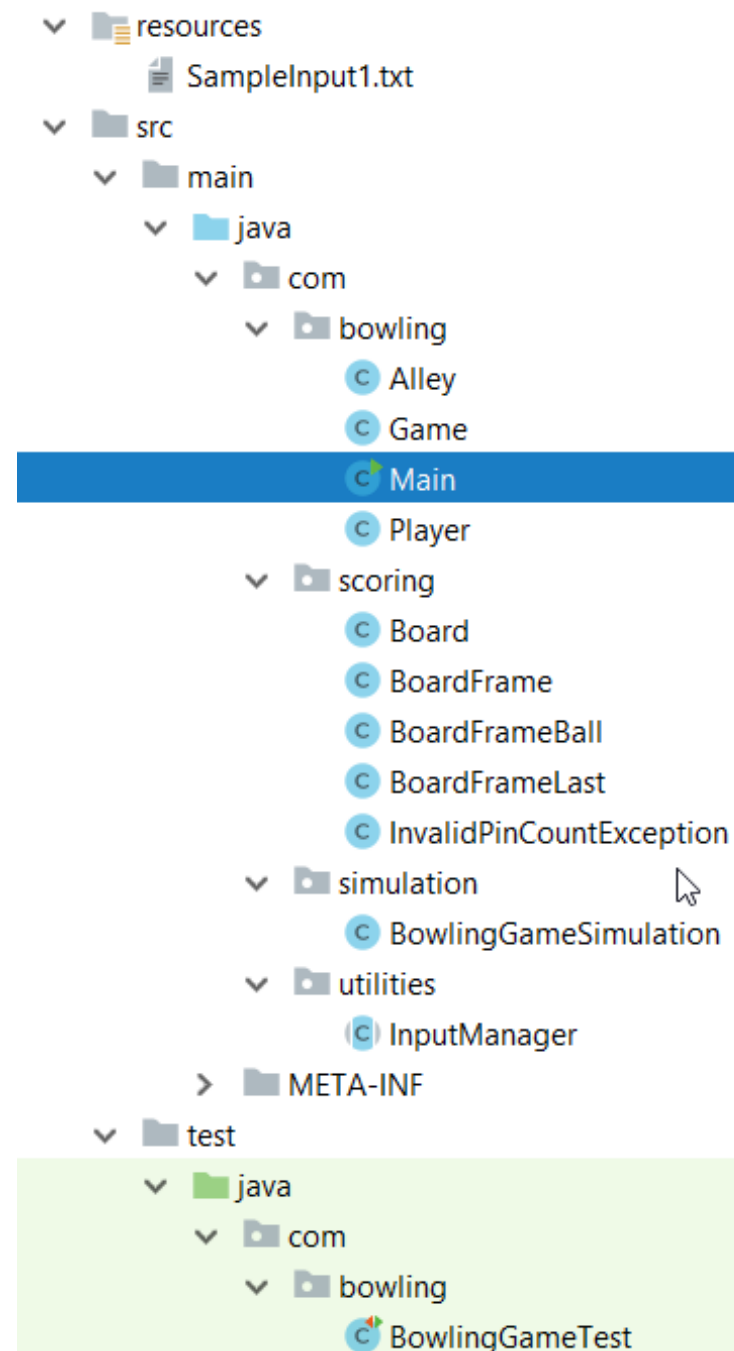 resources
SampleInput1.txt
src
main
java
com
bowling
C Alley
C Game
C Main
C Player
scoring
C Board
C BoardFrame
C BoardFrameBall
C BoardFrameLast
C InvalidPinCountException
simulation
C BowlingGameSimulation
utilities
C InputManager
META-INF
test
java
com
bowling
C BowlingGameTest